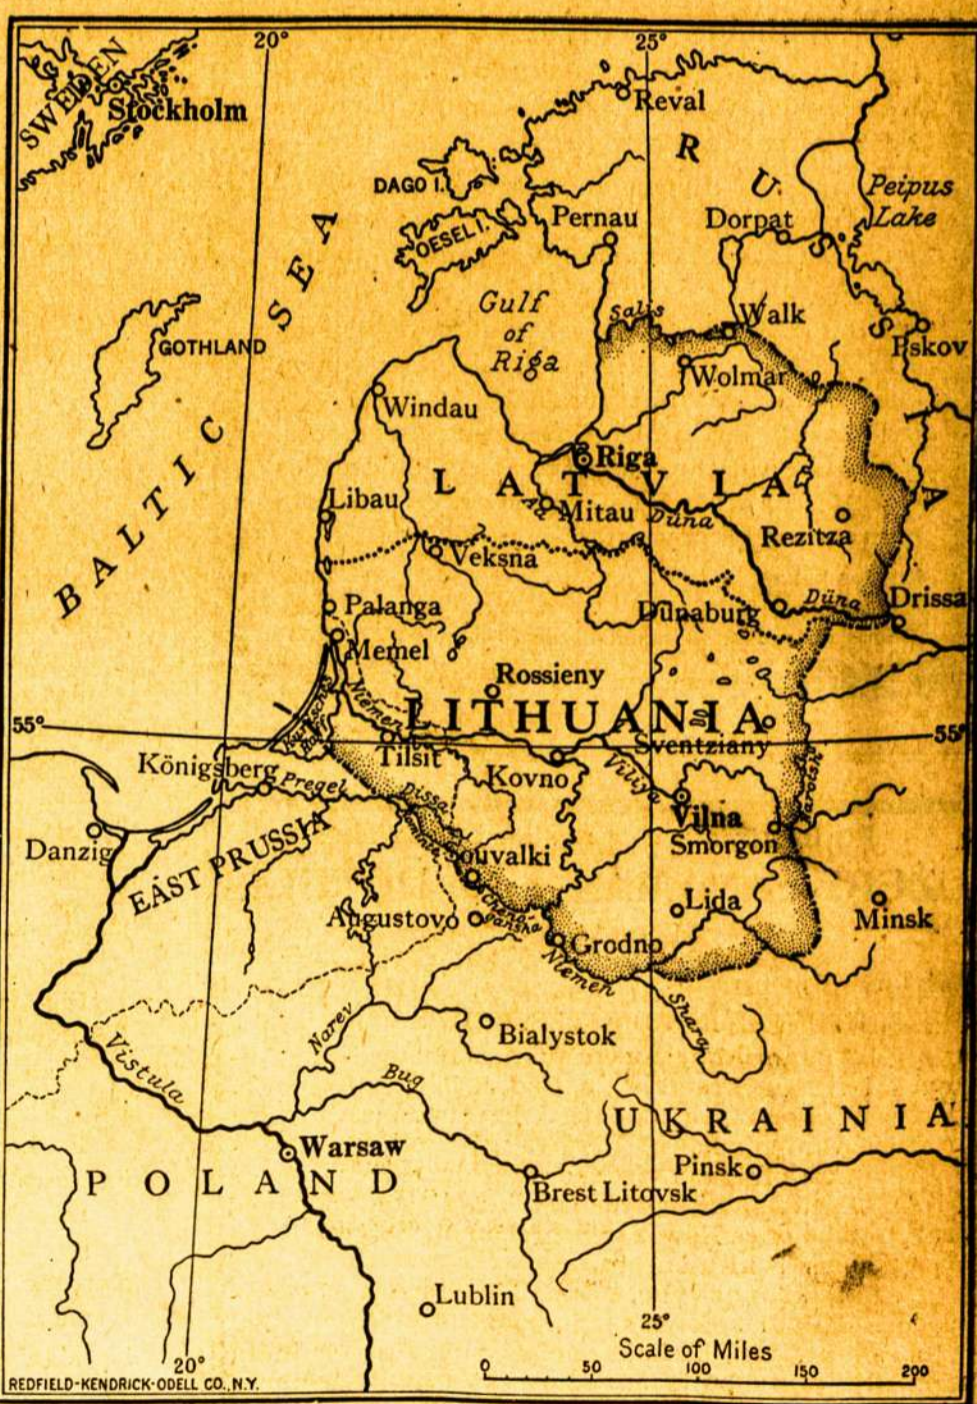 20°
25°
SWEDEN
Stockholm
Reval
RUSSIA
DAGO I.
OESEL I.
Pernau
Dorpat
Peipus
Lake
BALTIC SEA
Gulf
of
Riga
Salis
Walk
Pskov
GOTHLAND
Wolmar
Windau
Riga
LATVIA
Libau
Aa
Mitau
Düna
Rezitza
Veksna
Palanga
Dünaburg
Düna
Drissa
Memel
Rossieny
Niemen
LITHUANIA
55°
55°
Sventziany
Tilsit
Königsberg
Pregel
Kovno
Viliya
Dissa
Vilna
Danzig
EAST PRUSSIA
Smorgon
Souvalki
Augustovo
Lida
Minsk
Grodno
Niemen
Shara
Narev
Bialystok
Vistula
Bug
UKRAINIA
Warsaw
POLAND
Pinsk
Brest Litovsk
Lublin
25°
Scale of Miles
20°
0 50 100 150 200
REDFIELD-KENDRICK-ODELL CO., N.Y.